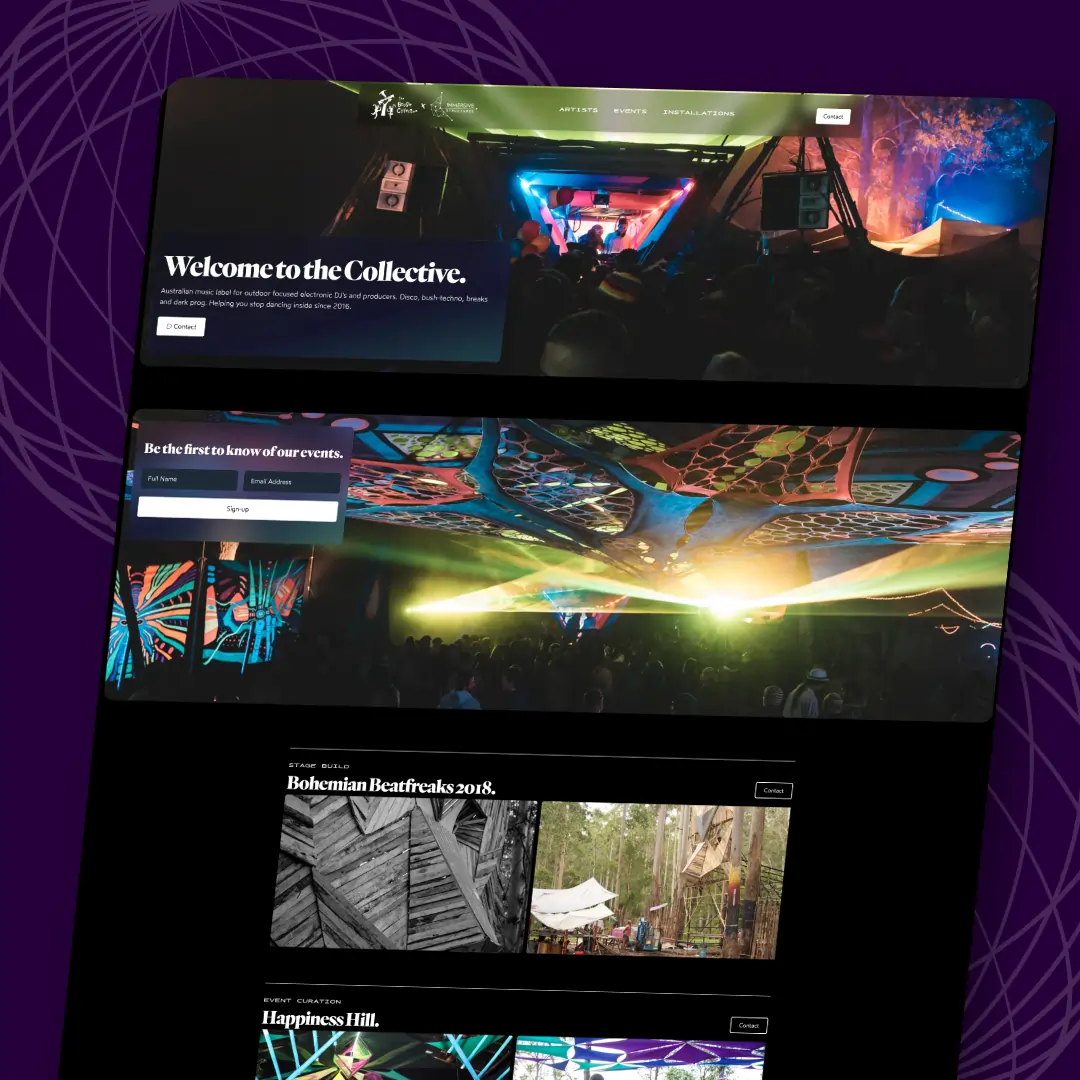 The Bush Chateau X IMMERSIVE STRUCTURES
ARTISTS EVENTS INSTALLATIONS
Contact
Welcome to the Collective.
Australian music label for outdoor focused electronic DJ's and producers. Disco, bush-techno, breaks
and dark prog. Helping you stop dancing inside since 2016.
Contact
Be the first to know of our events.
Full Name Email Address
Sign-up
STAGE BUILD
Bohemian Beatfreaks 2018.
Contact
EVENT CURATION
Happiness Hill.
Contact